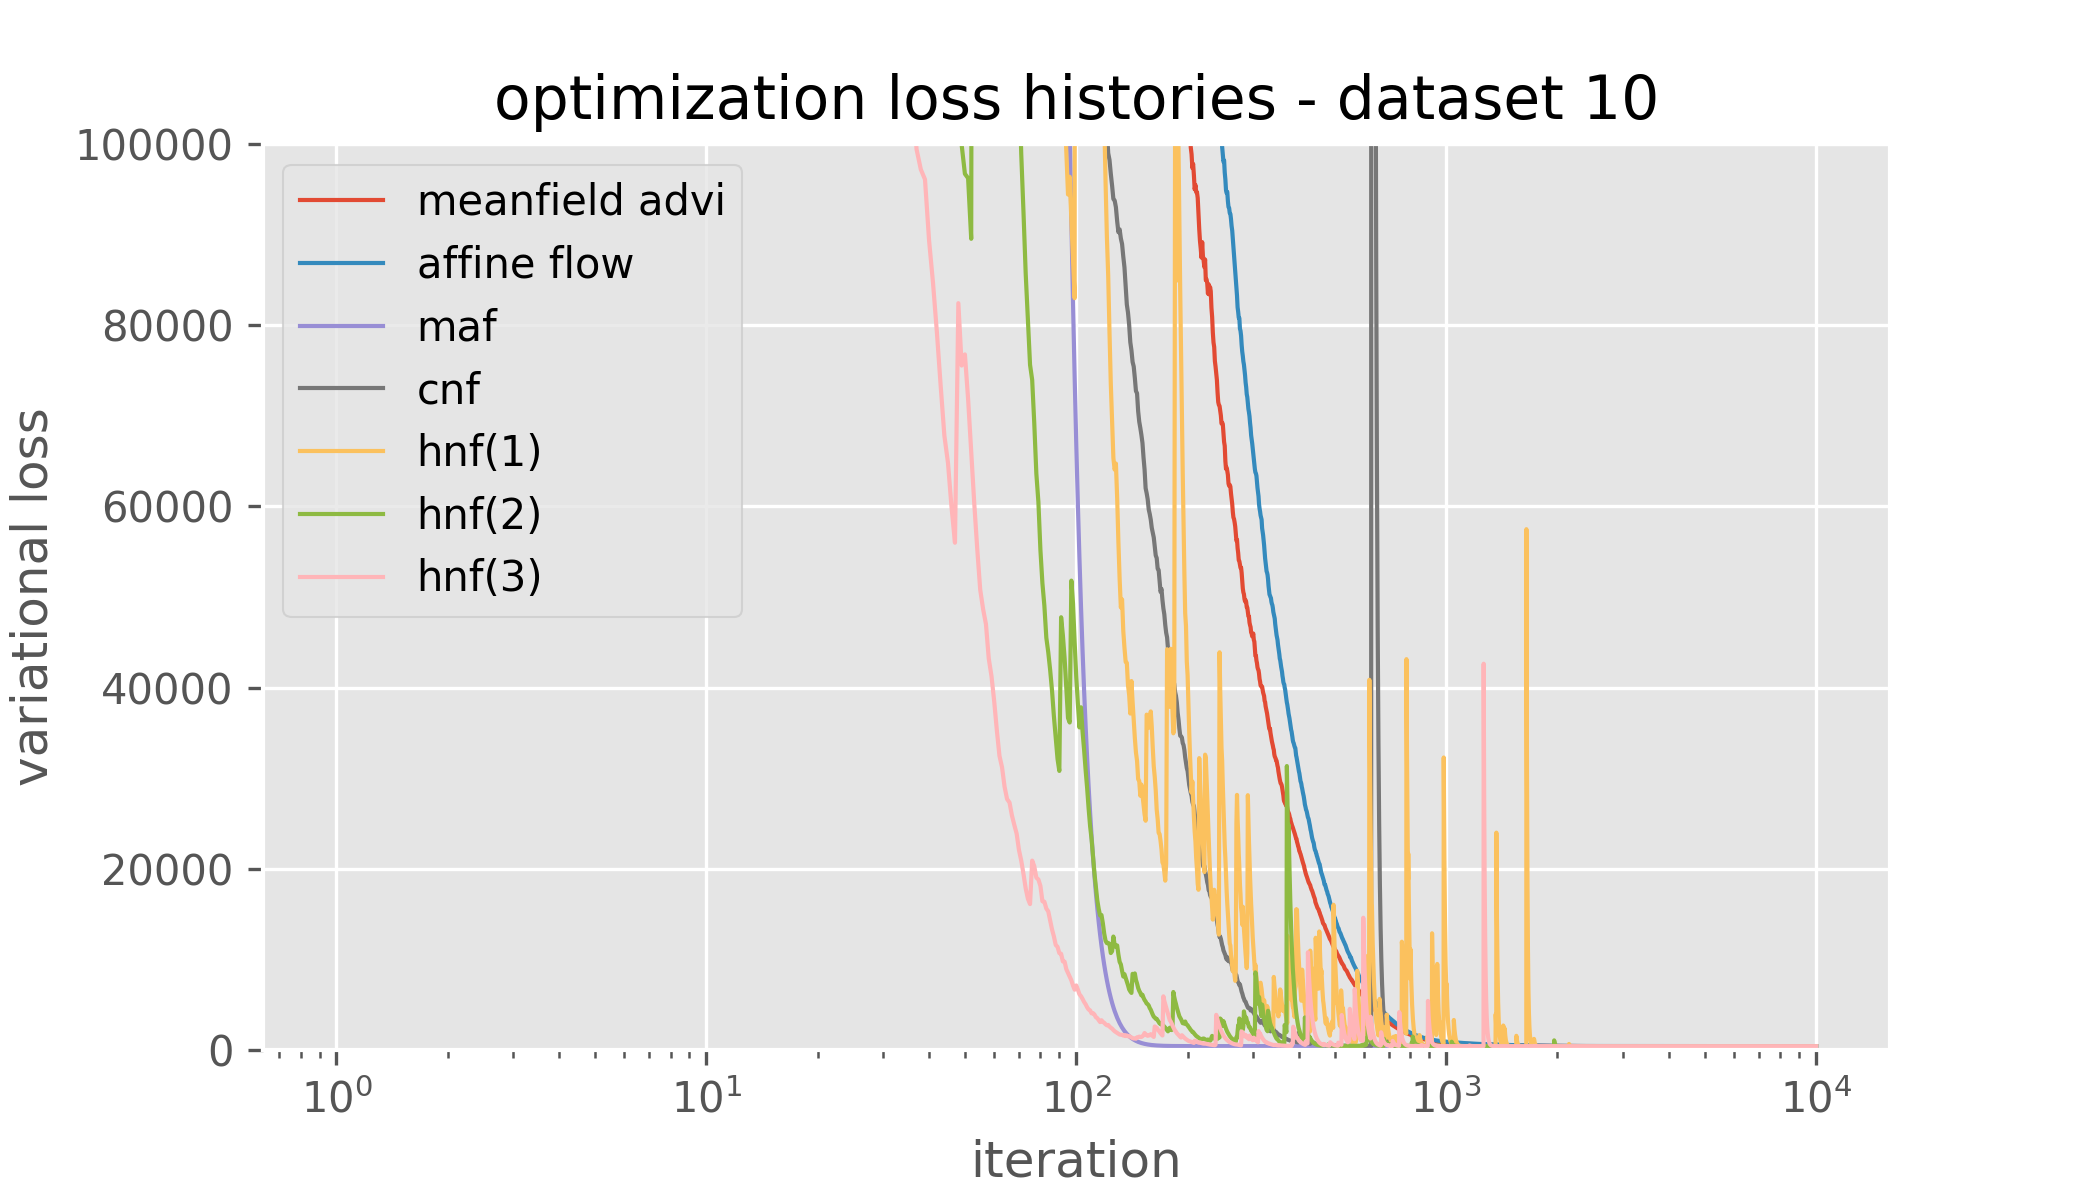 optimization loss histories - dataset 10
variational loss
100000
80000
60000
40000
20000
0
meanfield advi
affine flow
maf
cnf
hnf(1)
hnf(2)
hnf(3)
10⁰ 10¹ 10² 10³ 10⁴
iteration